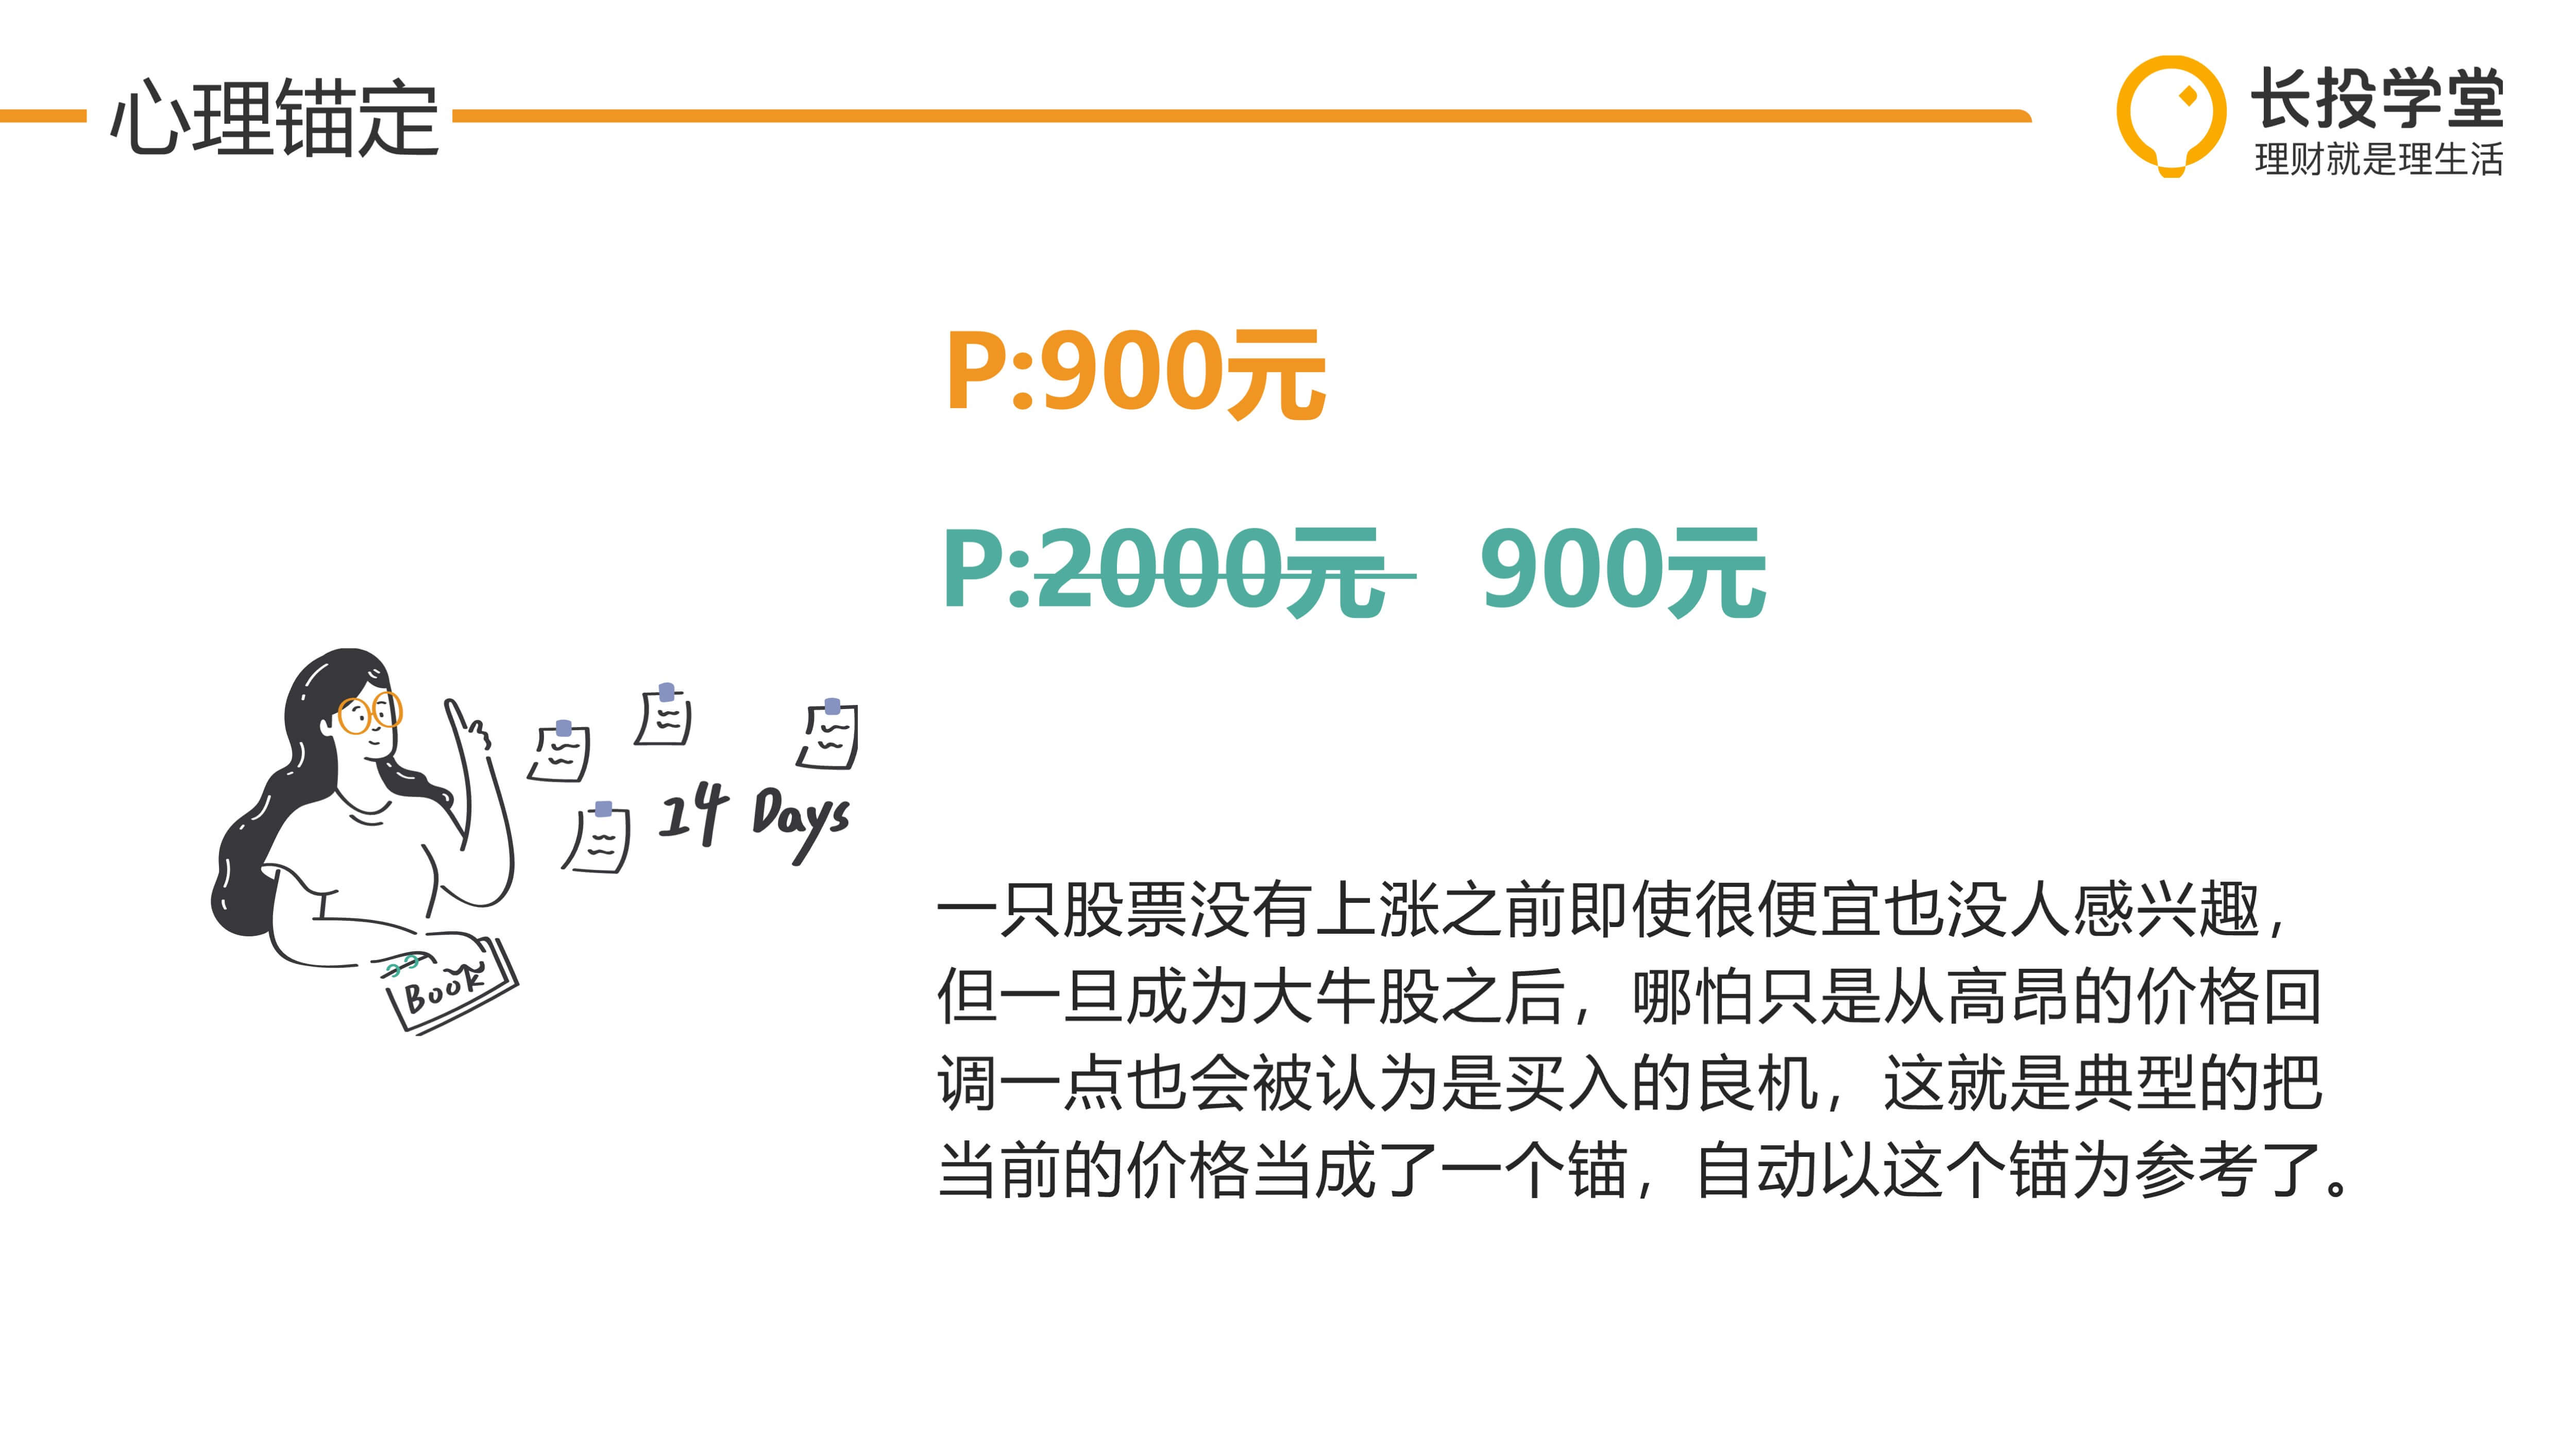 心理锚定
长投学堂
理财就是理生活
P:900元
P:2000元 900元
14 Days
Book
一只股票没有上涨之前即使很便宜也没人感兴趣，
但一旦成为大牛股之后，哪怕只是从高昂的价格回
调一点也会被认为是买入的良机，这就是典型的把
当前的价格当成了一个锚，自动以这个锚为参考了。